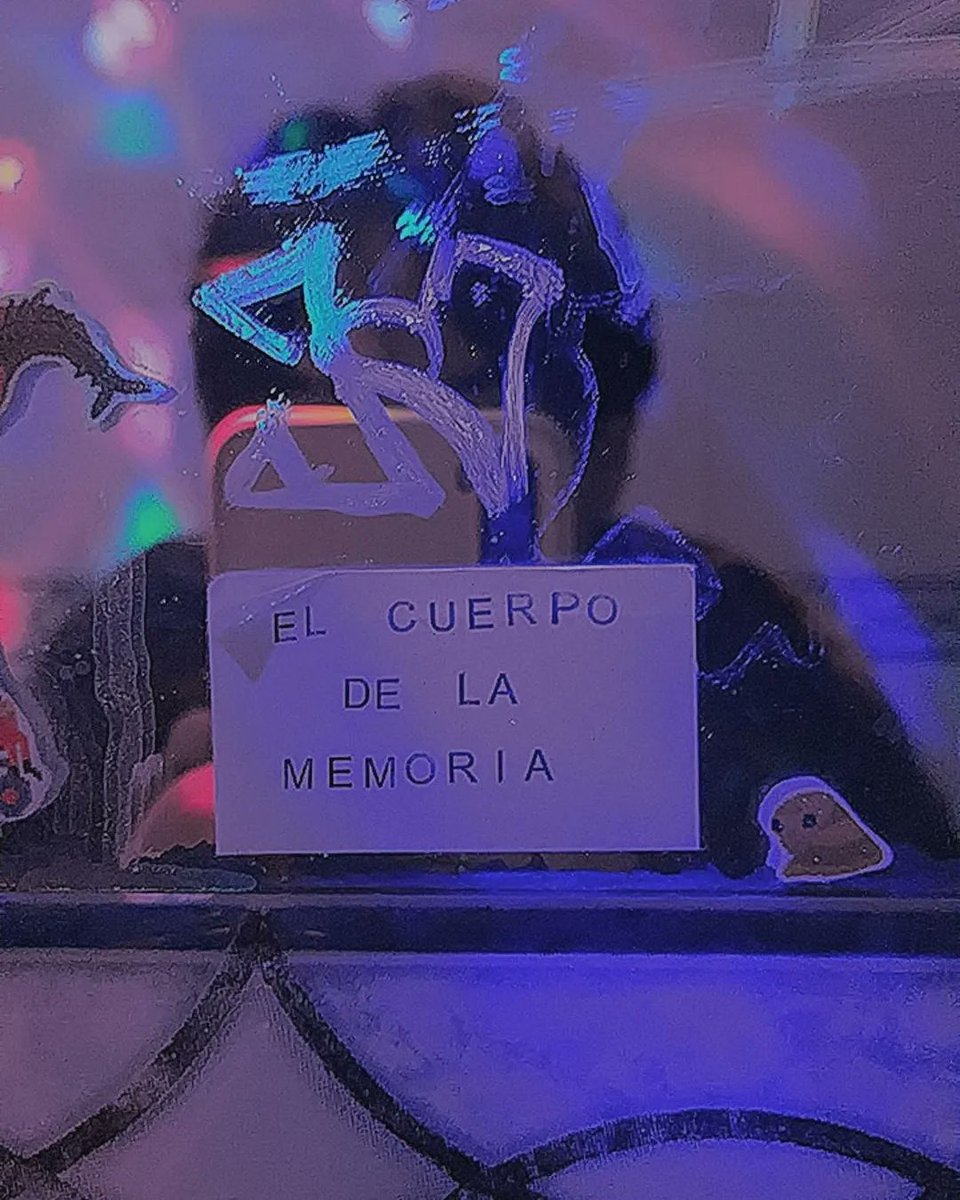 EL CUERPO
DE LA
MEMORIA